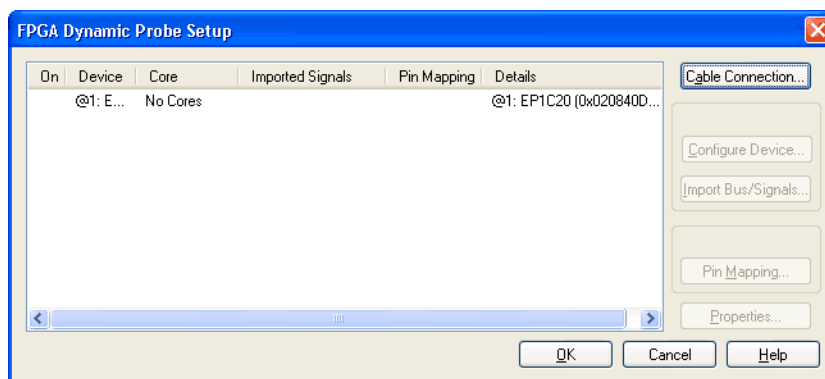 FPGA Dynamic Probe Setup
On Device Core Imported Signals Pin Mapping Details
@1: E... No Cores @1: EP1C20 (0x020840D...
Cable Connection...
Configure Device...
Import Bus/Signals...
Pin Mapping...
Properties...
OK Cancel Help